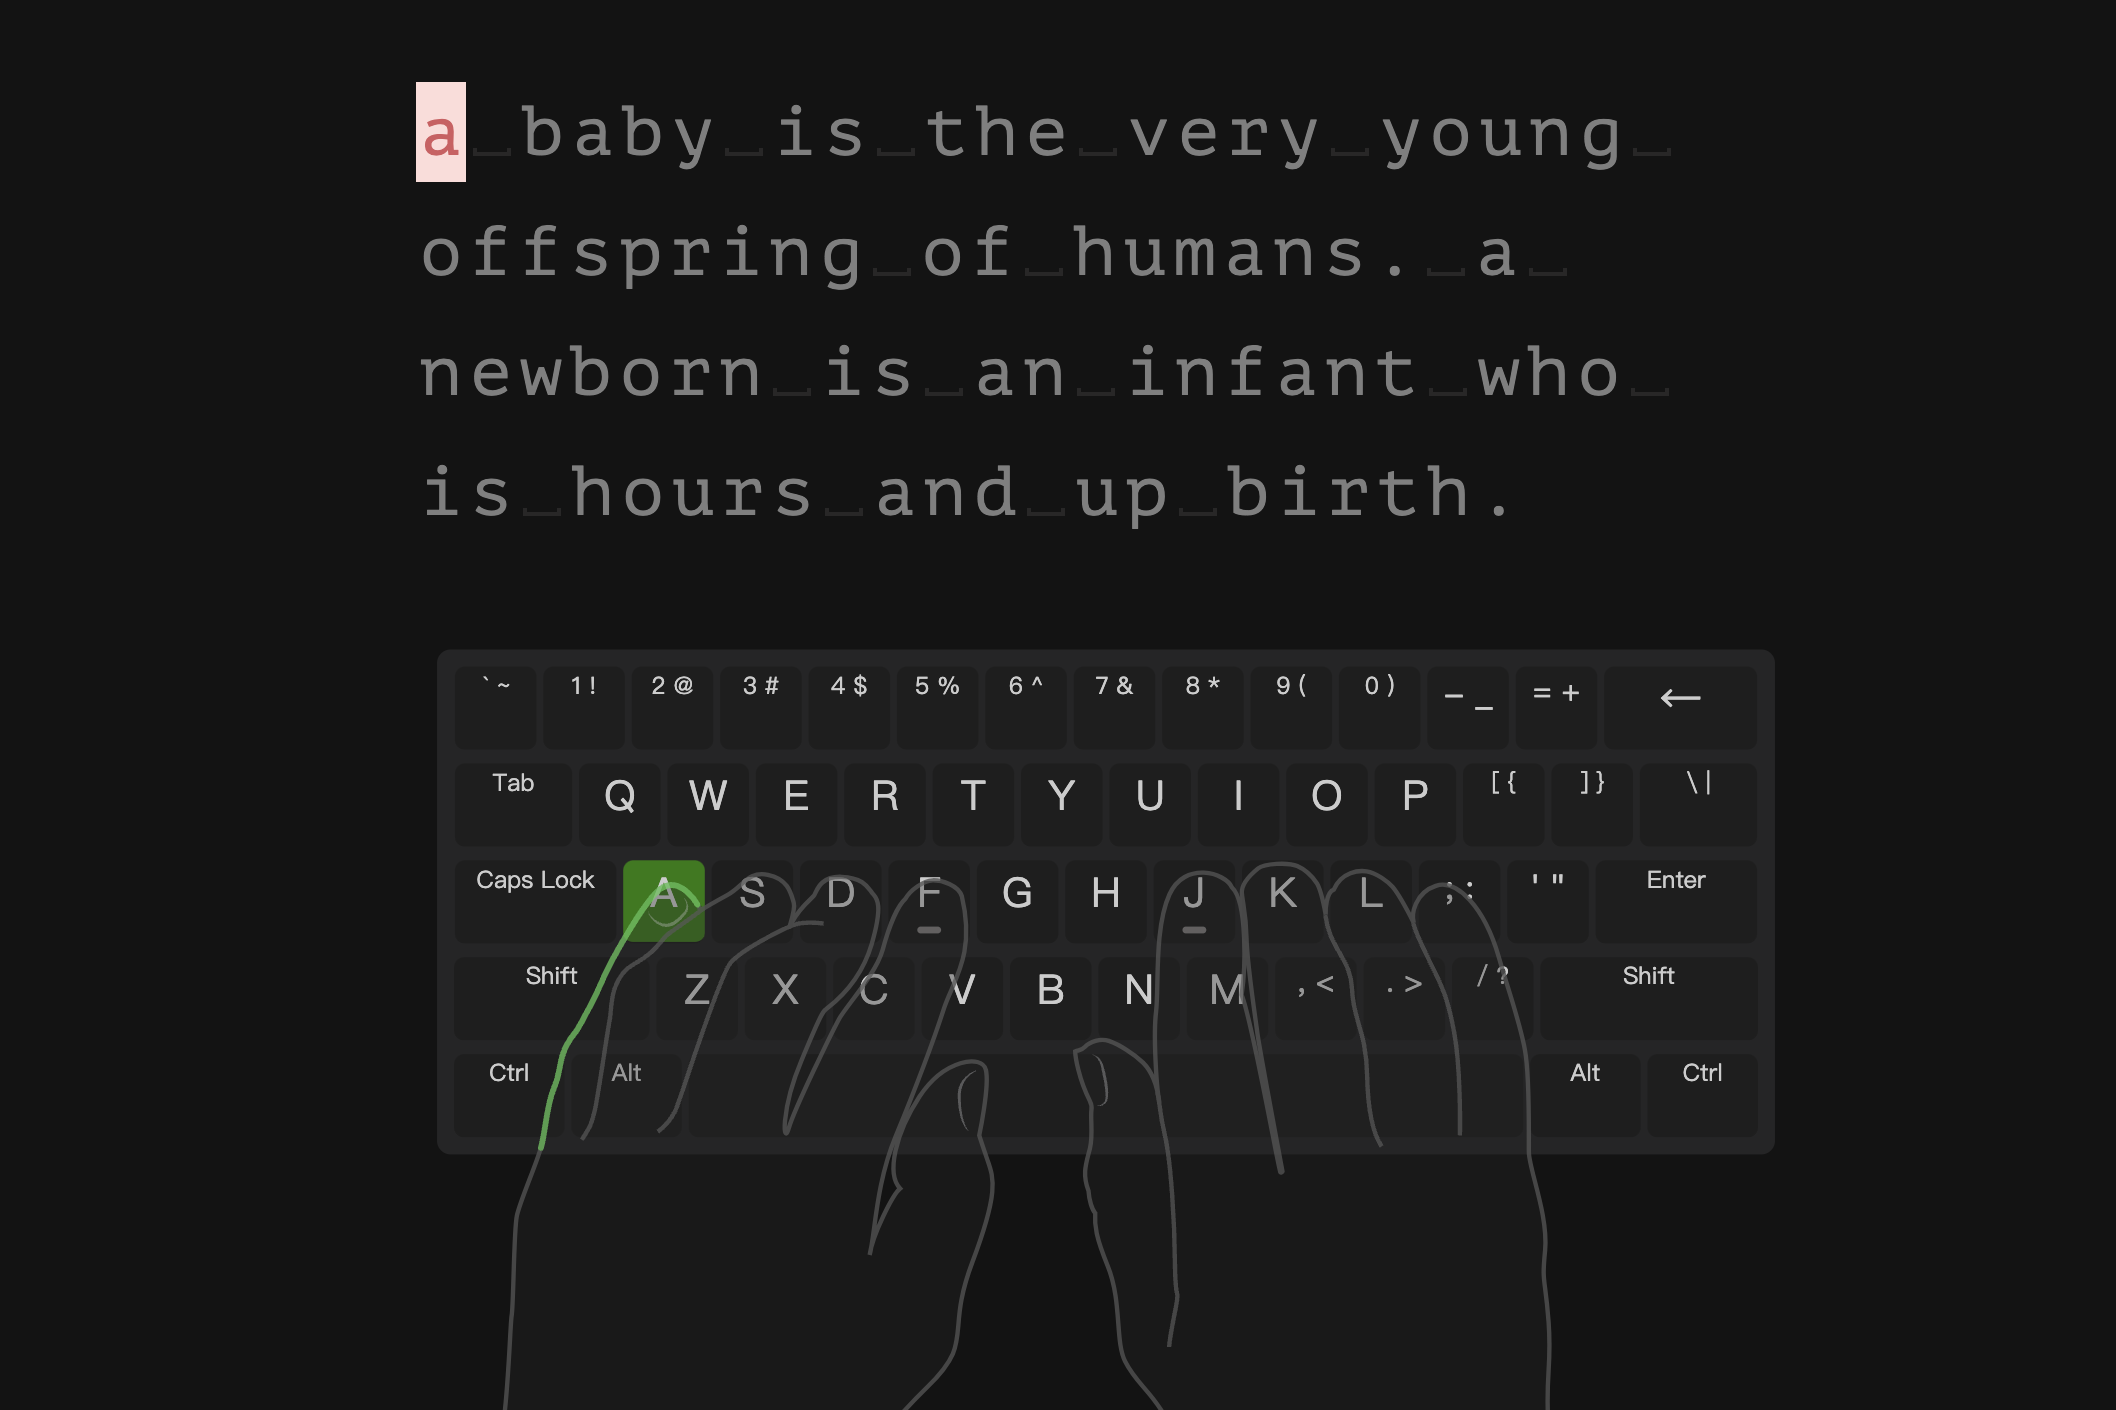 a baby is the very young
offspring of humans. a
newborn is an infant who
is hours and up birth.
` ~ 1 ! 2 @ 3 # 4 $ 5 % 6 ^ 7 & 8 * 9 ( 0 ) – _ = + ←
Tab Q W E R T Y U I O P [ { ] } \ |
Caps Lock A S D F G H J K L ; : ' " Enter
Shift Z X C V B N M , < . > / ? Shift
Ctrl Alt Alt Ctrl